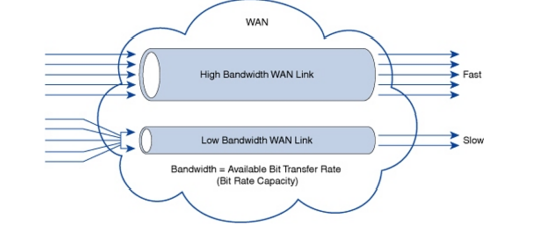 WAN
High Bandwidth WAN Link
Fast
Low Bandwidth WAN Link
Slow
Bandwidth = Available Bit Transfer Rate
(Bit Rate Capacity)